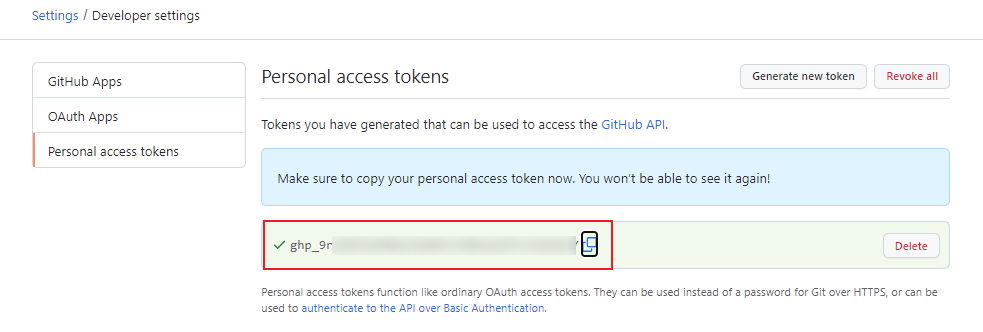 Settings / Developer settings
GitHub Apps
OAuth Apps
Personal access tokens
Personal access tokens
Generate new token
Revoke all
Tokens you have generated that can be used to access the GitHub API.
Make sure to copy your personal access token now. You won't be able to see it again!
ghp_9r
Delete
Personal access tokens function like ordinary OAuth access tokens. They can be used instead of a password for Git over HTTPS, or can be
used to authenticate to the API over Basic Authentication.